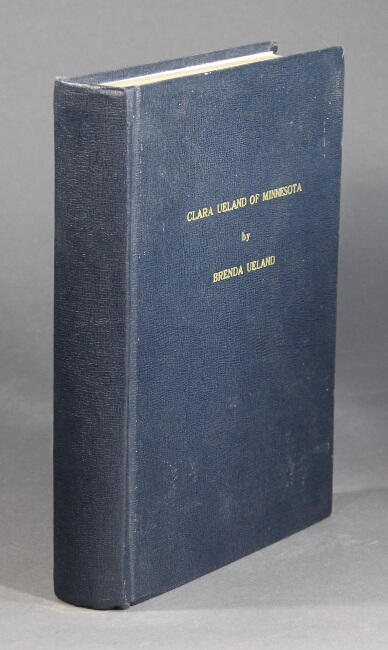 CLARA UELAND OF MINNESOTA
by
BRENDA UELAND